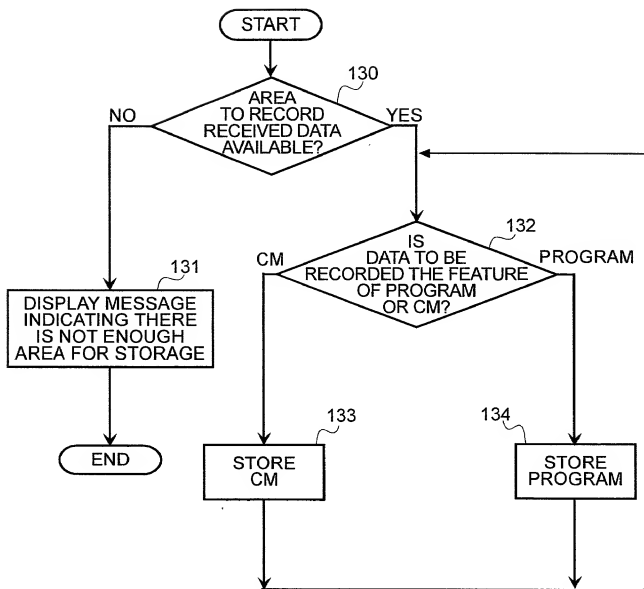 START
130
AREA
TO RECORD
RECEIVED DATA
AVAILABLE?
NO
YES
132
IS
DATA TO BE
RECORDED THE FEATURE
OF PROGRAM
OR CM?
CM
PROGRAM
131
DISPLAY MESSAGE
INDICATING THERE
IS NOT ENOUGH
AREA FOR STORAGE
END
133
STORE
CM
134
STORE
PROGRAM